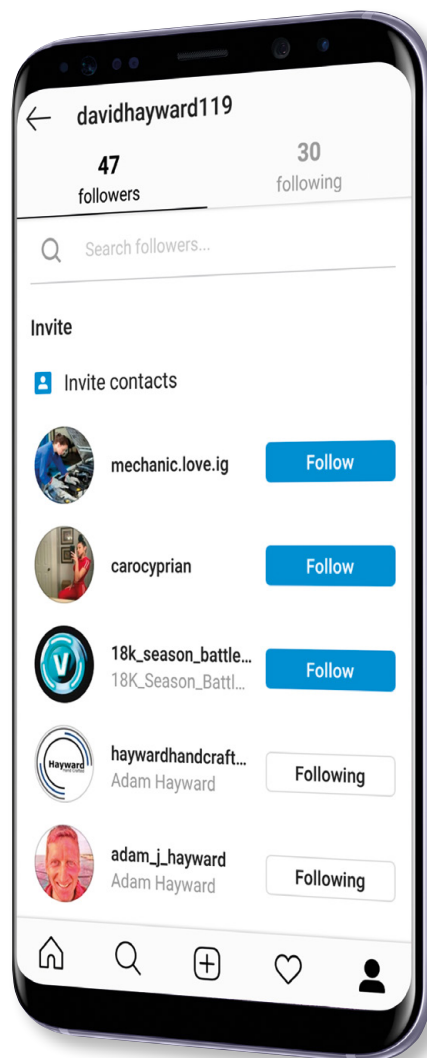 davidhayward119
47 30
followers following
Search followers...
Invite
Invite contacts
mechanic.love.ig Follow
carocyprian Follow
V
18k_season_battle...
18K_Season_Battl...
Follow
Hayward
haywardhandcraft...
Adam Hayward
Following
adam_j_hayward
Adam Hayward
Following